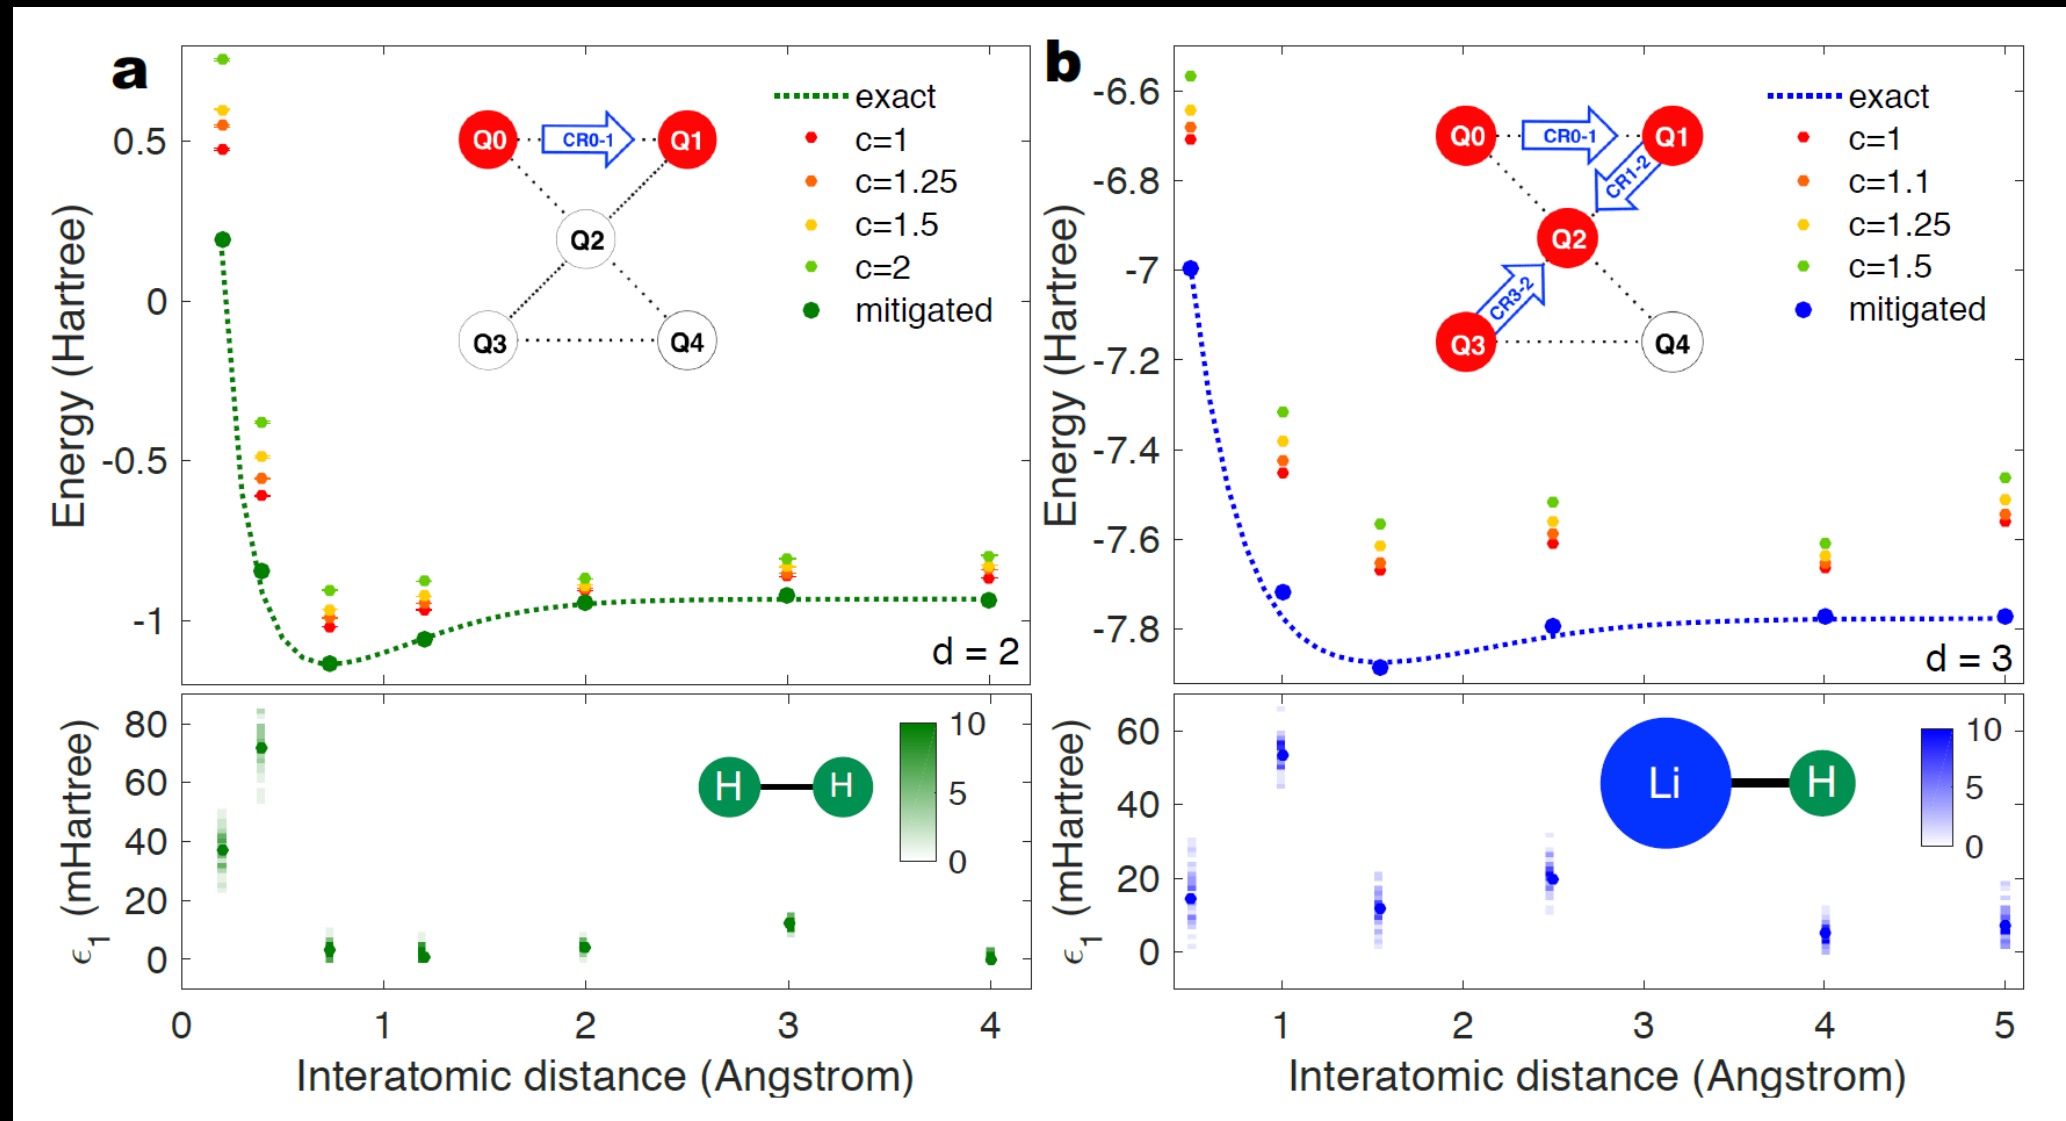 a
Energy (Hartree)
0.5
0
-0.5
-1
exact
c=1
c=1.25
c=1.5
c=2
mitigated
Q0
CR0-1
Q1
Q2
Q3
Q4
d = 2
ϵ1 (mHartree)
80
60
40
20
0
H
H
10
5
0
0 1 2 3 4
Interatomic distance (Angstrom)
b
Energy (Hartree)
-6.6
-6.8
-7
-7.2
-7.4
-7.6
-7.8
exact
c=1
c=1.1
c=1.25
c=1.5
mitigated
Q0
CR0-1
Q1
CR1-2
Q2
CR3-2
Q3
Q4
d = 3
ϵ1 (mHartree)
60
40
20
0
Li
H
10
5
0
1 2 3 4 5
Interatomic distance (Angstrom)